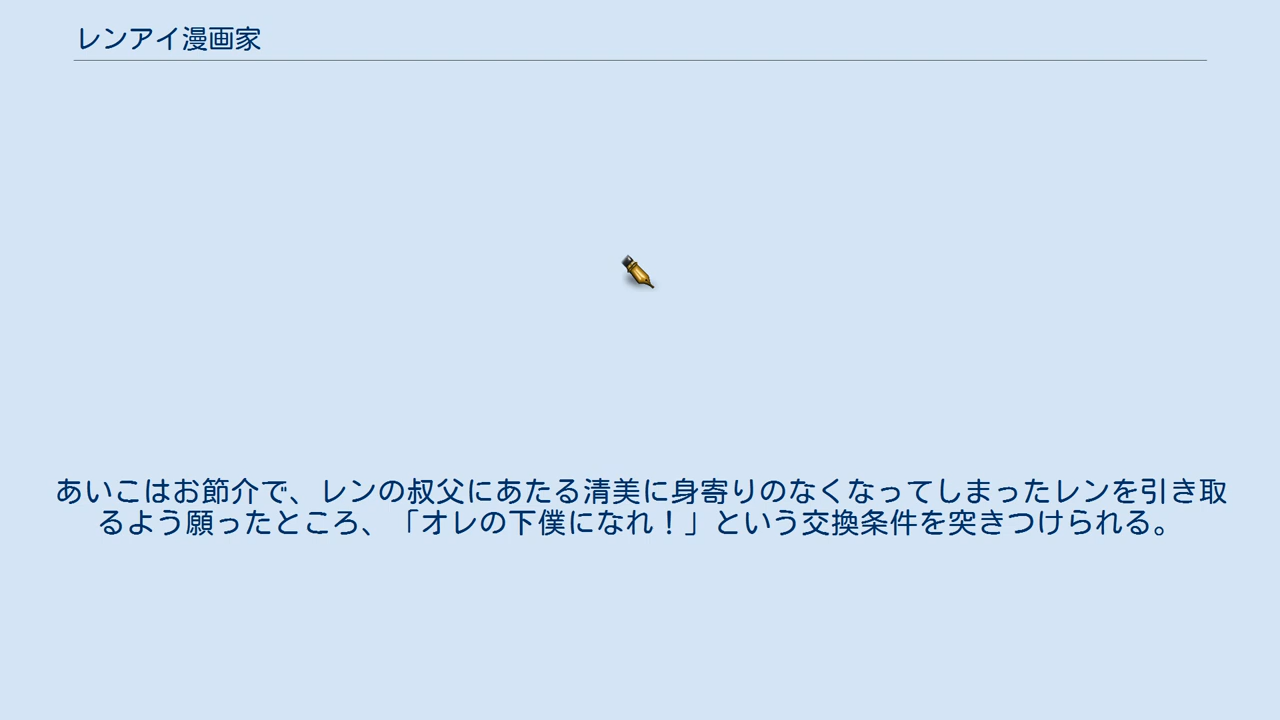 レンアイ漫画家
あいこはお節介で、レンの叔父にあたる清美に身寄りのなくなってしまったレンを引き取
るよう願ったところ、「オレの下僕になれ！」という交換条件を突きつけられる。